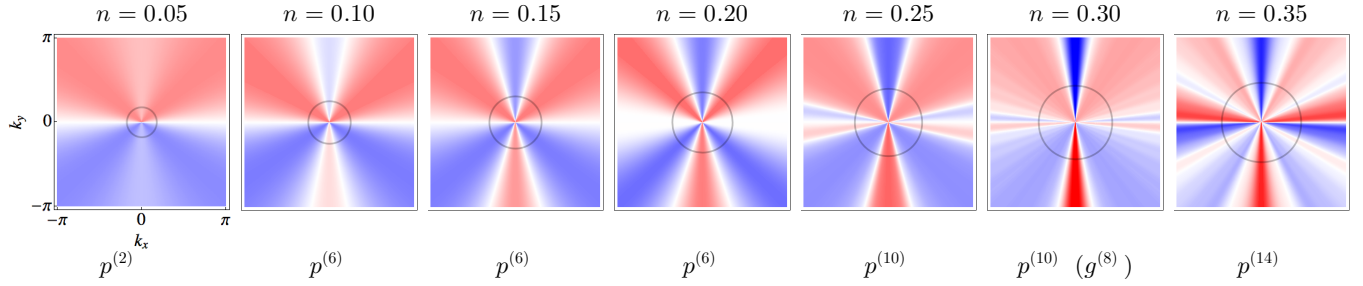 n = 0.05 n = 0.10 n = 0.15 n = 0.20 n = 0.25 n = 0.30 n = 0.35
π
k_y
0
−π
−π 0 π
k_x
p^{(2)} p^{(6)} p^{(6)} p^{(6)} p^{(10)} p^{(10)} (g^{(8)}) p^{(14)}